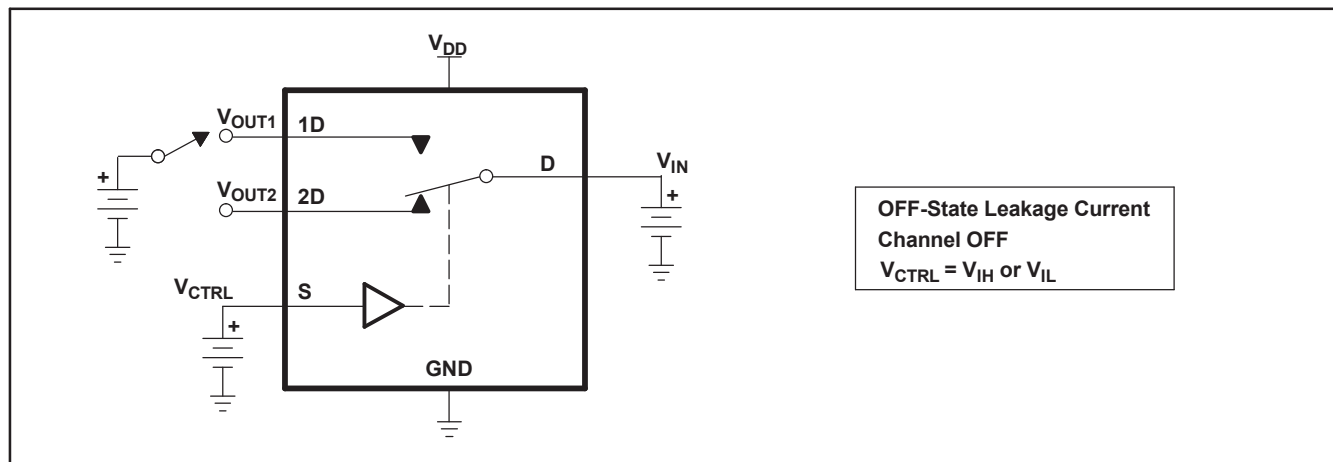 VDD
VOUT1
1D
+
VOUT2
2D
D
VIN
+
VCTRL
S
+
GND
OFF-State Leakage Current
Channel OFF
VCTRL = VIH or VIL